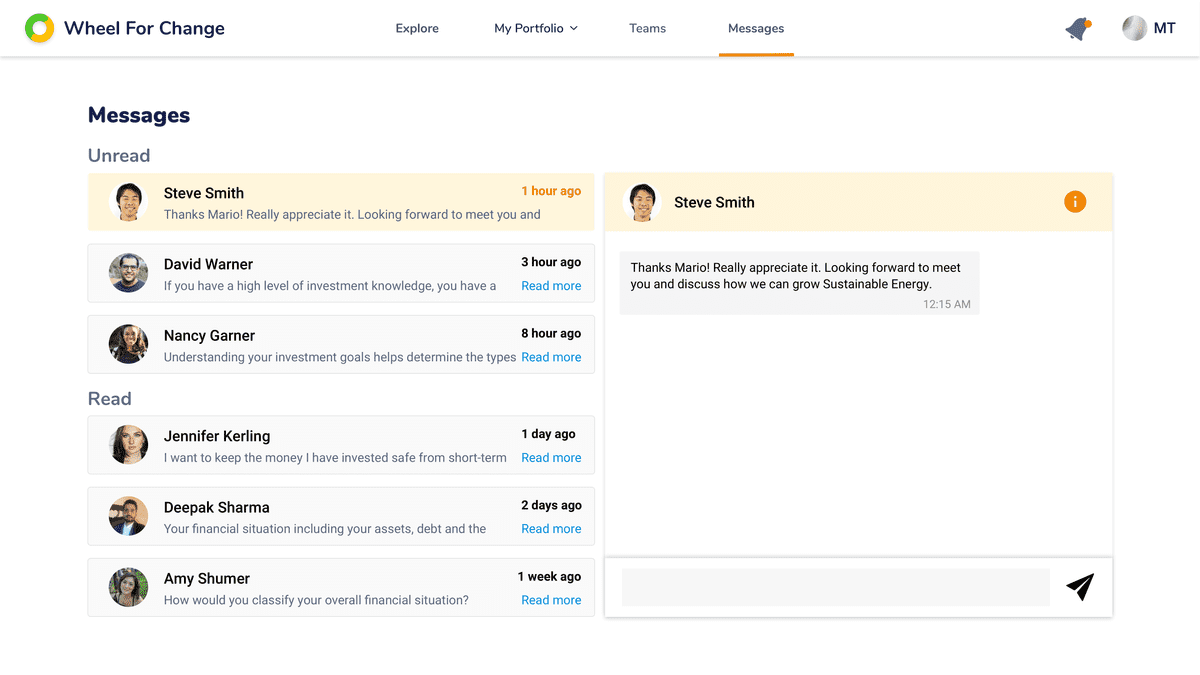 Wheel For Change
Explore
My Portfolio
Teams
Messages
MT
Messages
Unread
Steve Smith
1 hour ago
Thanks Mario! Really appreciate it. Looking forward to meet you and
David Warner
3 hour ago
If you have a high level of investment knowledge, you have a
Read more
Nancy Garner
8 hour ago
Understanding your investment goals helps determine the types
Read more
Read
Jennifer Kerling
1 day ago
I want to keep the money I have invested safe from short-term
Read more
Deepak Sharma
2 days ago
Your financial situation including your assets, debt and the
Read more
Amy Shumer
1 week ago
How would you classify your overall financial situation?
Read more
Steve Smith
i
Thanks Mario! Really appreciate it. Looking forward to meet
you and discuss how we can grow Sustainable Energy.
12:15 AM